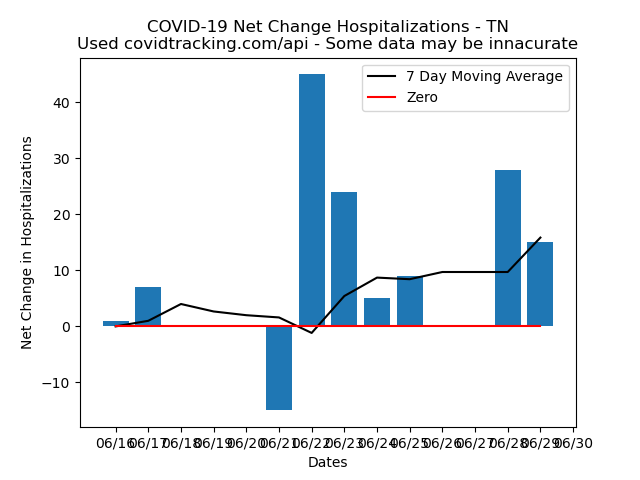 COVID-19 Net Change Hospitalizations - TN
Used covidtracking.com/api - Some data may be innacurate
7 Day Moving Average
Zero
Net Change in Hospitalizations
40
30
20
10
0
−10
06/16 06/17 06/18 06/19 06/20 06/21 06/22 06/23 06/24 06/25 06/26 06/27 06/28 06/29 06/30
Dates